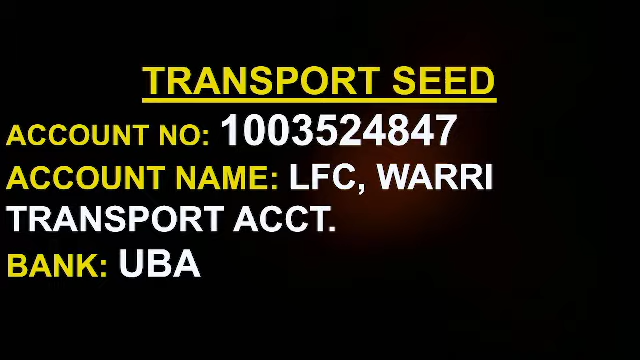 TRANSPORT SEED
ACCOUNT NO: 1003524847
ACCOUNT NAME: LFC, WARRI
TRANSPORT ACCT.
BANK: UBA